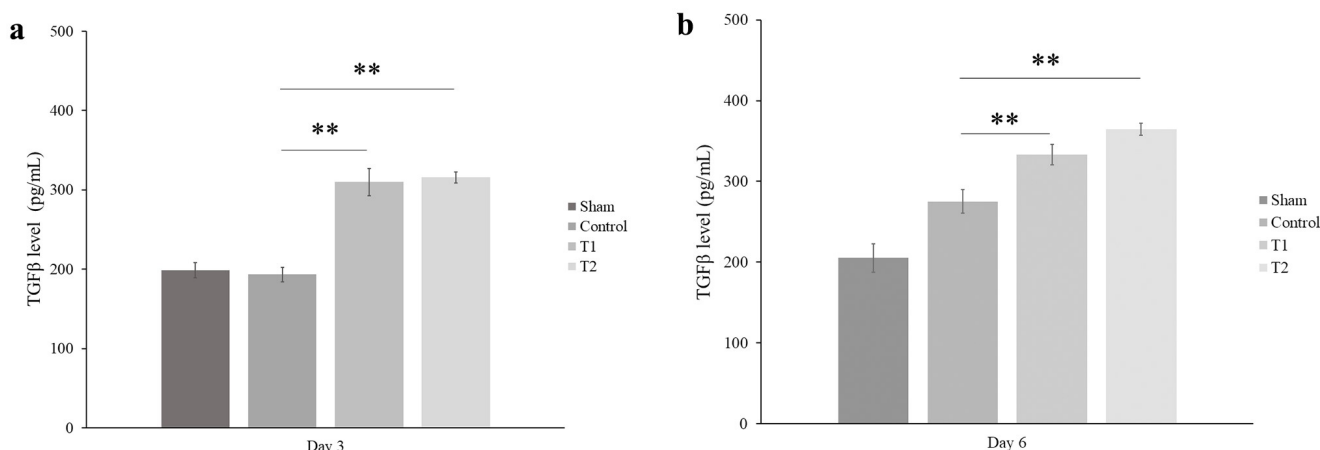 a
500
400
300
200
100
0
TGFβ level (pg/mL)
**
**
Sham
Control
T1
T2
Day 3
b
500
400
300
200
100
0
TGFβ level (pg/mL)
**
**
Sham
Control
T1
T2
Day 6